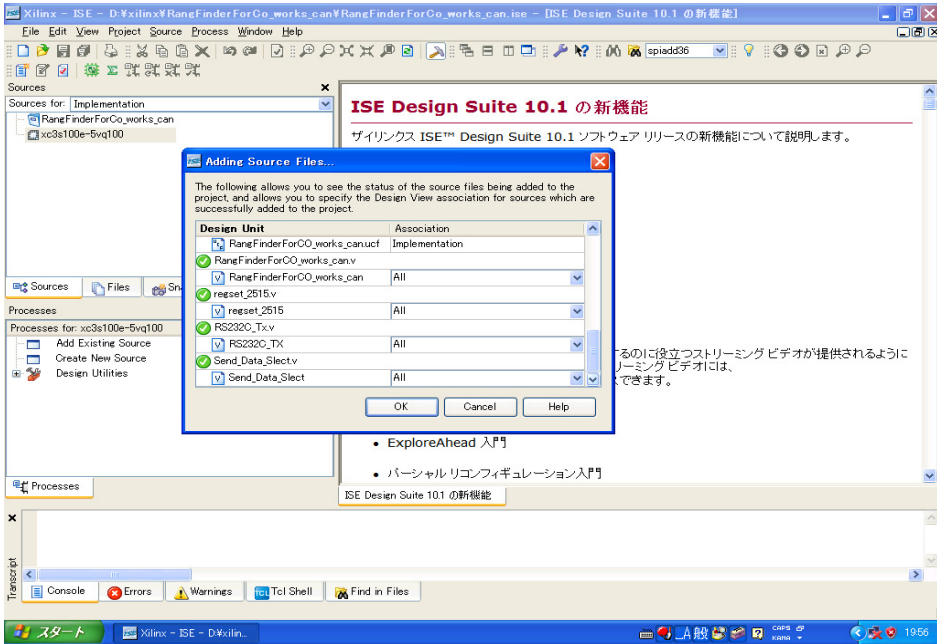 Xilinx - ISE - D:¥xilinx¥RangFinderForCo_works_can¥RangFinderForCo_works_can.ise - [ISE Design Suite 10.1 の新機能]
File Edit View Project Source Process Window Help
spiadd36
Sources
Sources for: Implementation
RangFinderForCo_works_can
xc3s100e-5vq100
Sources Files Sn
Processes
Processes for: xc3s100e-5vq100
Add Existing Source
Create New Source
Design Utilities
Processes
ISE Design Suite 10.1 の新機能
ザイリンクス ISE™ Design Suite 10.1 ソフトウェア リリースの新機能について説明します。
Adding Source Files...
The following allows you to see the status of the source files being added to the
project, and allows you to specify the Design View association for sources which are
successfully added to the project.
Design Unit Association
RangFinderForCO_works_can.ucf Implementation
RangFinderForCO_works_can.v
RangFinderForCO_works_can All
regset_2515.v
regset_2515 All
RS232C_Tx.v
RS232C_TX All
Send_Data_Slect.v
Send_Data_Slect All
OK Cancel Help
するのに役立つストリーミング ビデオが提供されるように
リーミング ビデオには、
できます。
• ExploreAhead 入門
• パーシャル リコンフィギュレーション入門
ISE Design Suite 10.1 の新機能
Transcript
Console Errors Warnings Tcl Shell Find in Files
スタート
Xilinx - ISE - D:¥xilin...
A 般
CAPS
KANA
19:56